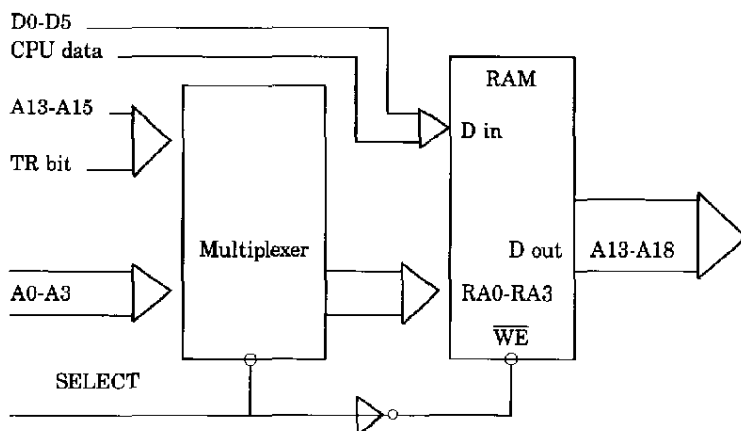 D0-D5
CPU data
RAM
A13-A15
D in
TR bit
Multiplexer
D out
A13-A18
A0-A3
RA0-RA3
WE
SELECT